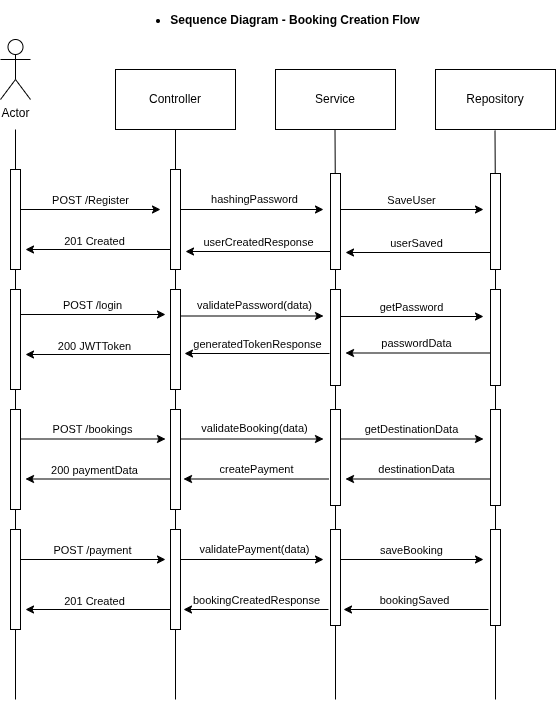 • Sequence Diagram - Booking Creation Flow
Actor
Controller
Service
Repository
POST /Register
hashingPassword
SaveUser
201 Created
userCreatedResponse
userSaved
POST /login
validatePassword(data)
getPassword
200 JWTToken
generatedTokenResponse
passwordData
POST /bookings
validateBooking(data)
getDestinationData
200 paymentData
createPayment
destinationData
POST /payment
validatePayment(data)
saveBooking
201 Created
bookingCreatedResponse
bookingSaved